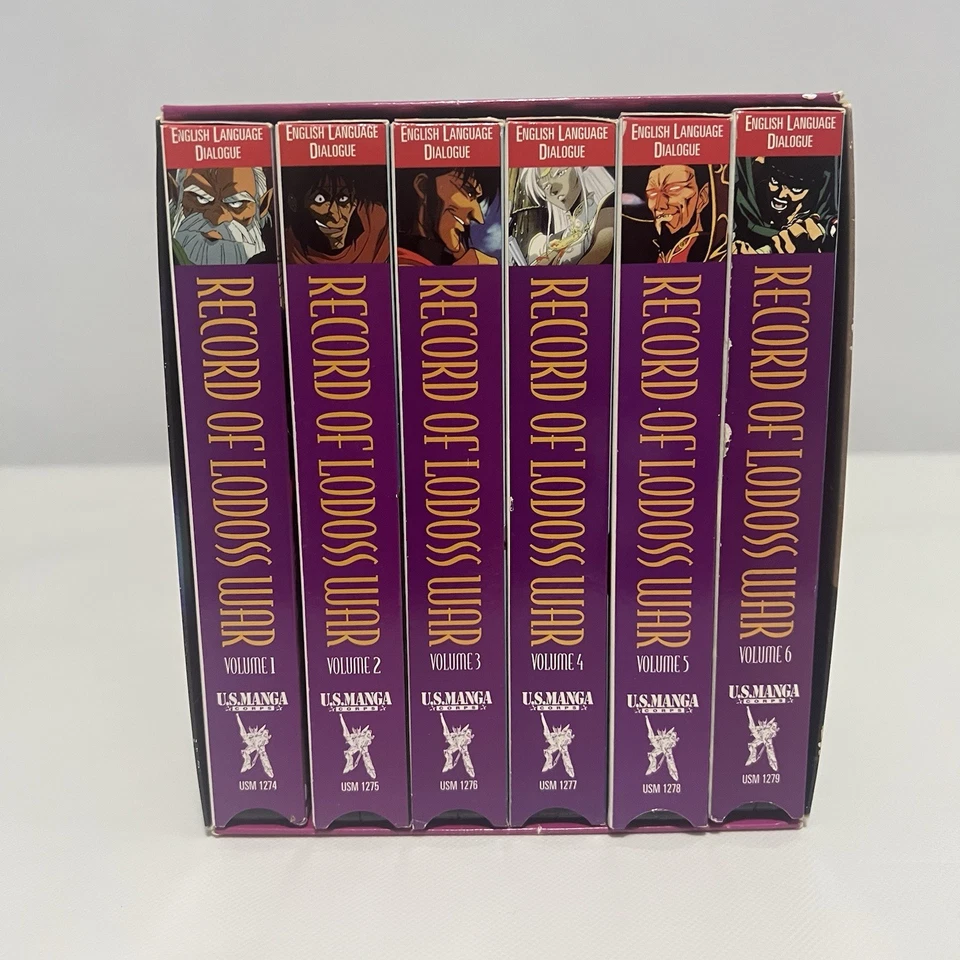 ENGLISH LANGUAGE
DIALOGUE
RECORD OF LODOSS WAR
VOLUME 1
U.S.MANGA
CORPS
USM 1274
ENGLISH LANGUAGE
DIALOGUE
RECORD OF LODOSS WAR
VOLUME 2
U.S.MANGA
CORPS
USM 1275
ENGLISH LANGUAGE
DIALOGUE
RECORD OF LODOSS WAR
VOLUME 3
U.S.MANGA
CORPS
USM 1276
ENGLISH LANGUAGE
DIALOGUE
RECORD OF LODOSS WAR
VOLUME 4
U.S.MANGA
CORPS
USM 1277
ENGLISH LANGUAGE
DIALOGUE
RECORD OF LODOSS WAR
VOLUME 5
U.S.MANGA
CORPS
USM 1278
ENGLISH LANGUAGE
DIALOGUE
RECORD OF LODOSS WAR
VOLUME 6
U.S.MANGA
CORPS
USM 1279